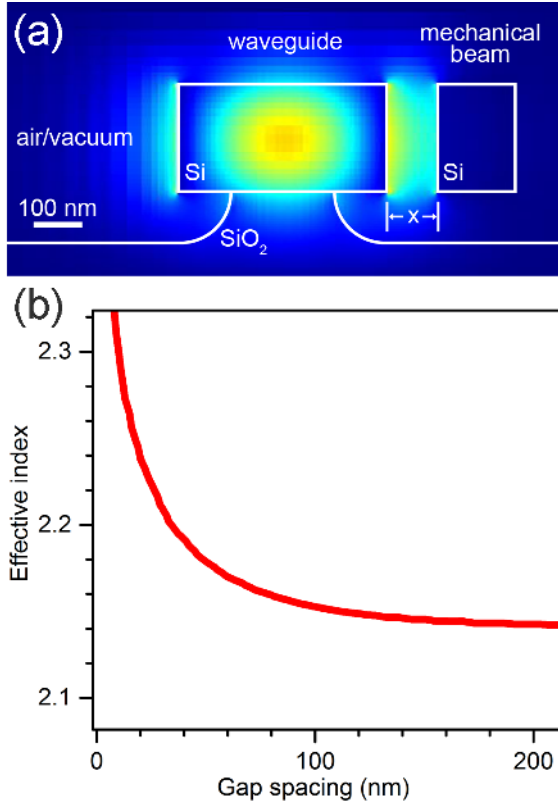 (a)
waveguide
mechanical
beam
air/vacuum
Si
Si
100 nm
x
SiO₂
(b)
2.3
2.2
2.1
Effective index
0
100
200
Gap spacing (nm)